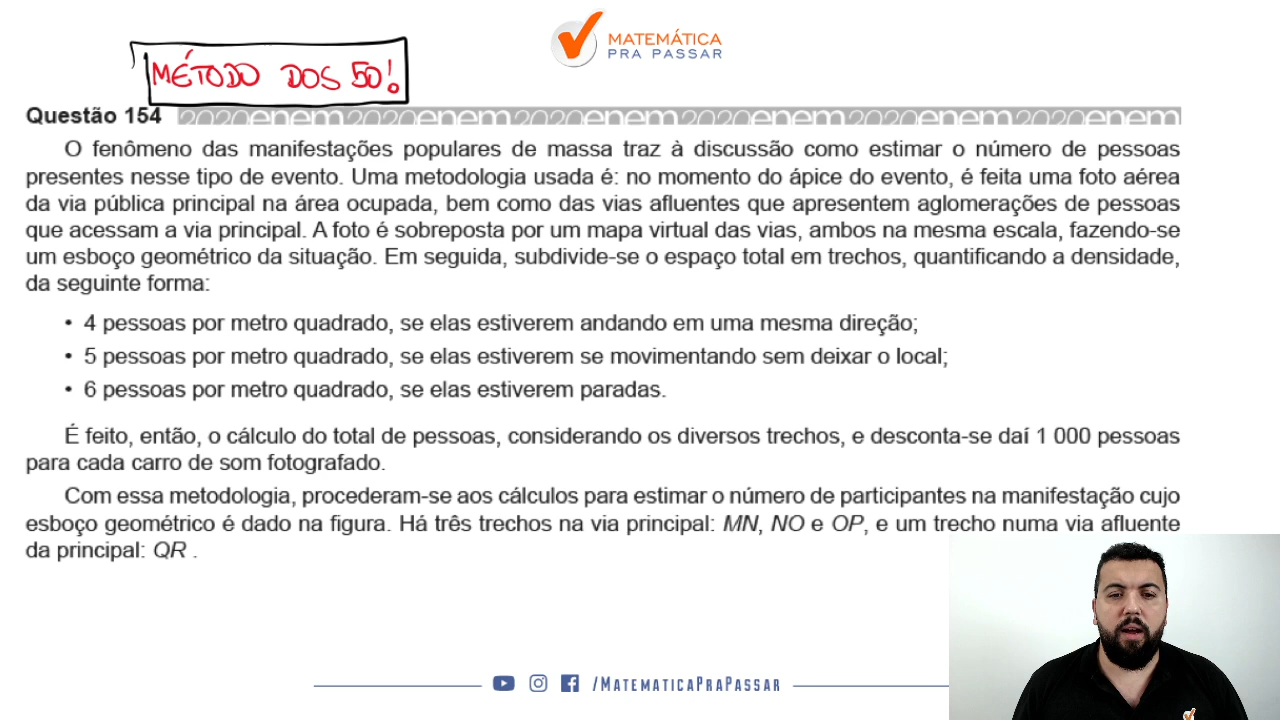 MATEMÁTICA
PRA PASSAR
MÉTODO DOS 50!
Questão 154
2020enem2020enem2020enem2020enem2020enem2020enem
O fenômeno das manifestações populares de massa traz à discussão como estimar o número de pessoas
presentes nesse tipo de evento. Uma metodologia usada é: no momento do ápice do evento, é feita uma foto aérea
da via pública principal na área ocupada, bem como das vias afluentes que apresentem aglomerações de pessoas
que acessam a via principal. A foto é sobreposta por um mapa virtual das vias, ambos na mesma escala, fazendo-se
um esboço geométrico da situação. Em seguida, subdivide-se o espaço total em trechos, quantificando a densidade,
da seguinte forma:
• 4 pessoas por metro quadrado, se elas estiverem andando em uma mesma direção;
• 5 pessoas por metro quadrado, se elas estiverem se movimentando sem deixar o local;
• 6 pessoas por metro quadrado, se elas estiverem paradas.
É feito, então, o cálculo do total de pessoas, considerando os diversos trechos, e desconta-se daí 1 000 pessoas
para cada carro de som fotografado.
Com essa metodologia, procederam-se aos cálculos para estimar o número de participantes na manifestação cujo
esboço geométrico é dado na figura. Há três trechos na via principal: MN, NO e OP, e um trecho numa via afluente
da principal: QR .
/MATEMATICAPRAPASSAR